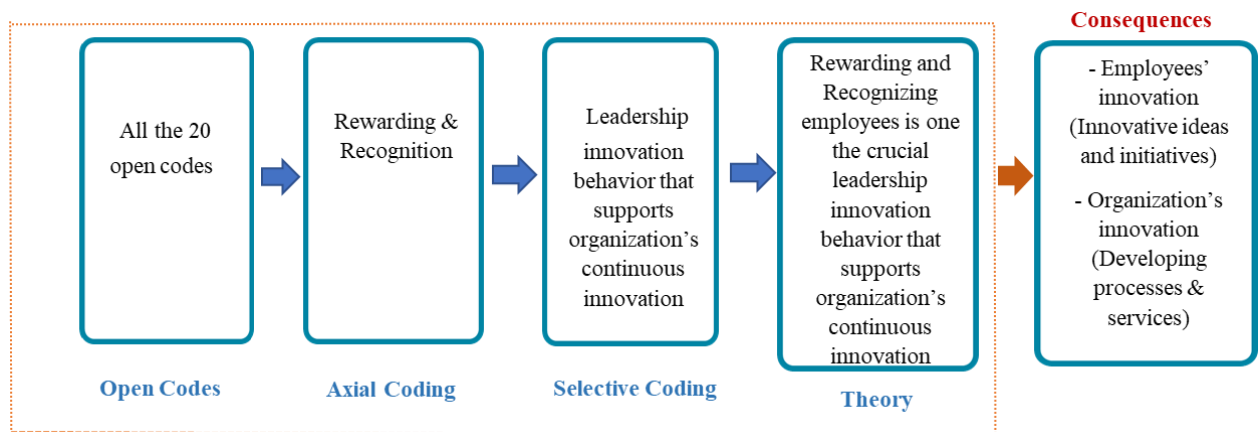 Consequences
All the 20
open codes
Rewarding &
Recognition
Leadership
innovation
behavior that
supports
organization’s
continuous
innovation
Rewarding and
Recognizing
employees is one
the crucial
leadership
innovation
behavior that
supports
organization’s
continuous
innovation
- Employees’
innovation
(Innovative ideas
and initiatives)
- Organization’s
innovation
(Developing
processes &
services)
Open Codes
Axial Coding
Selective Coding
Theory